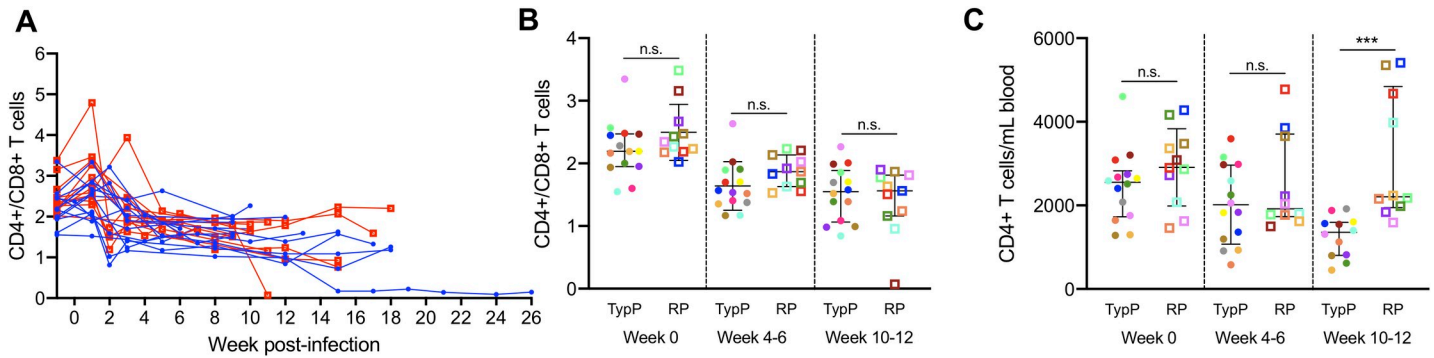 A
CD4+/CD8+ T cells
6
5
4
3
2
1
0
0 2 4 6 8 10 12 14 16 18 20 22 24 26
Week post-infection
B
CD4+/CD8+ T cells
4
3
2
1
0
n.s.
n.s.
n.s.
TypP RP TypP RP TypP RP
Week 0 Week 4-6 Week 10-12
C
CD4+ T cells/mL blood
6000
4000
2000
0
n.s.
n.s.
***
TypP RP TypP RP TypP RP
Week 0 Week 4-6 Week 10-12